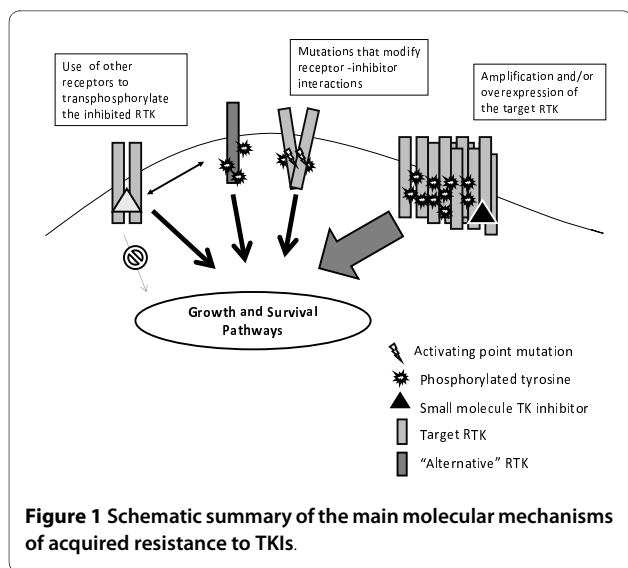 Use of other
receptors to
transphosphorylate
the inhibited RTK
Mutations that modify
receptor -inhibitor
interactions
Amplification and/or
overexpression of
the target RTK
Growth and Survival
Pathways
Activating point mutation
Phosphorylated tyrosine
Small molecule TK inhibitor
Target RTK
“Alternative” RTK
Figure 1 Schematic summary of the main molecular mechanisms
of acquired resistance to TKIs.